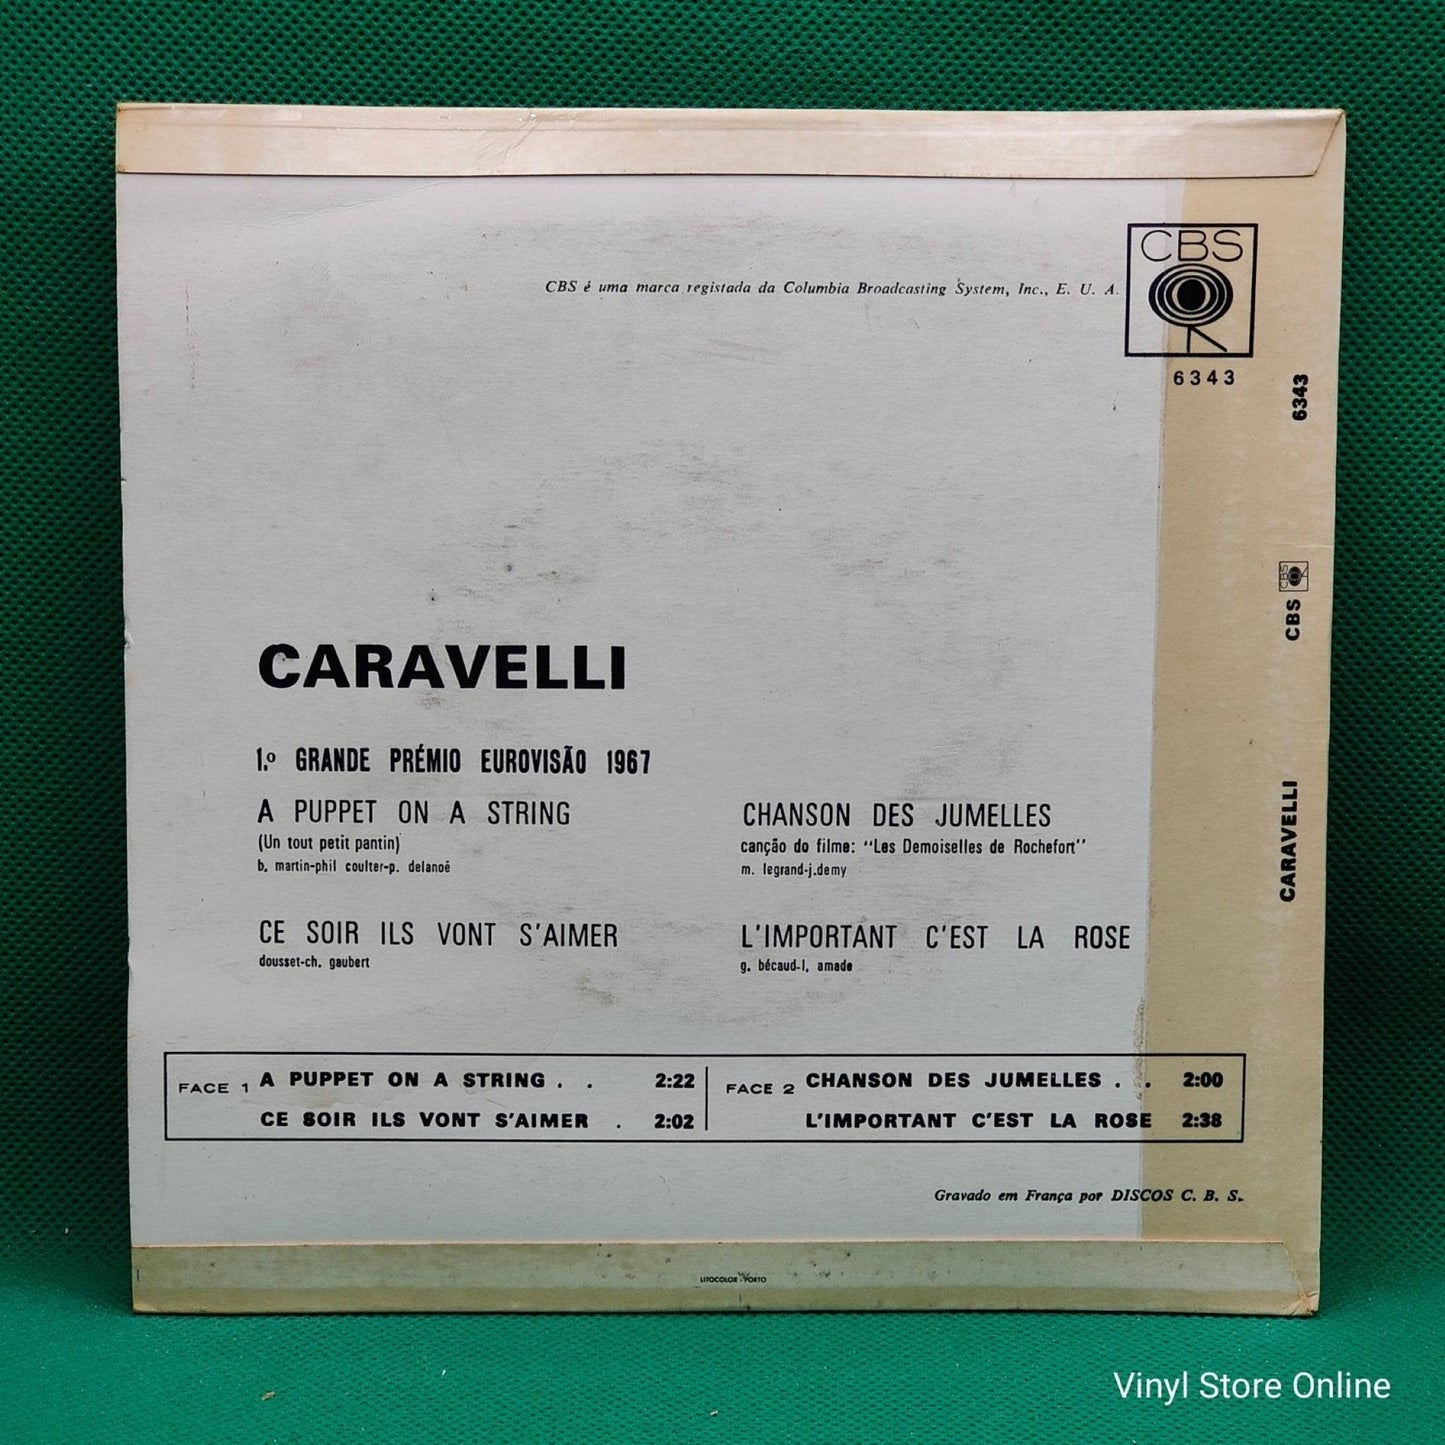 CBS
CBS é uma marca registada da Columbia Broadcasting System, Inc., E. U. A.
6343
6343
CBS
CBS
CARAVELLI
CARAVELLI
1.º GRANDE PRÉMIO EUROVISÃO 1967
A PUPPET ON A STRING
(Un tout petit pantin)
b. martin-phil coulter-p. delanoë
CE SOIR ILS VONT S'AIMER
dousset-ch. gaubert
CHANSON DES JUMELLES
canção do filme: "Les Demoiselles de Rochefort"
m. legrand-j.demy
L'IMPORTANT C'EST LA ROSE
g. bécaud-l. amade
FACE 1 A PUPPET ON A STRING . . 2:22
CE SOIR ILS VONT S'AIMER . 2:02
FACE 2 CHANSON DES JUMELLES . . 2:00
L'IMPORTANT C'EST LA ROSE 2:38
Gravado em França por DISCOS C. B. S.
LITOCOLOR - PORTO
Vinyl Store Online